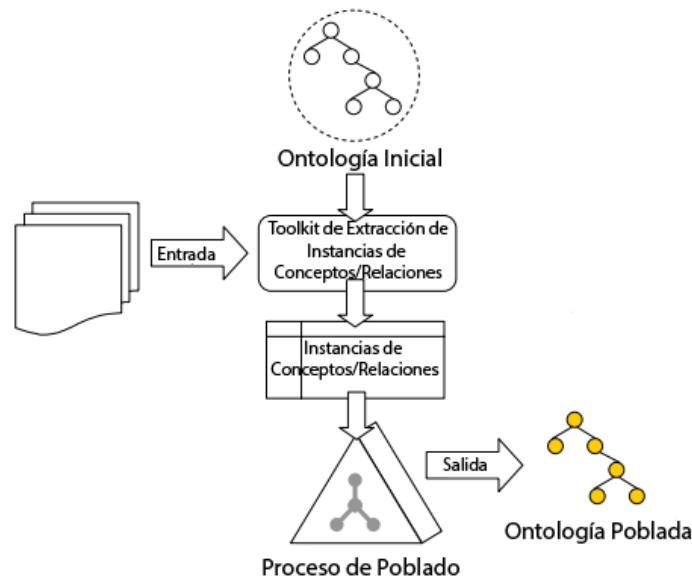 Ontología Inicial
Entrada
Toolkit de Extracción de
Instancias de
Conceptos/Relaciones
Instancias de
Conceptos/Relaciones
Salida
Ontología Poblada
Proceso de Poblado